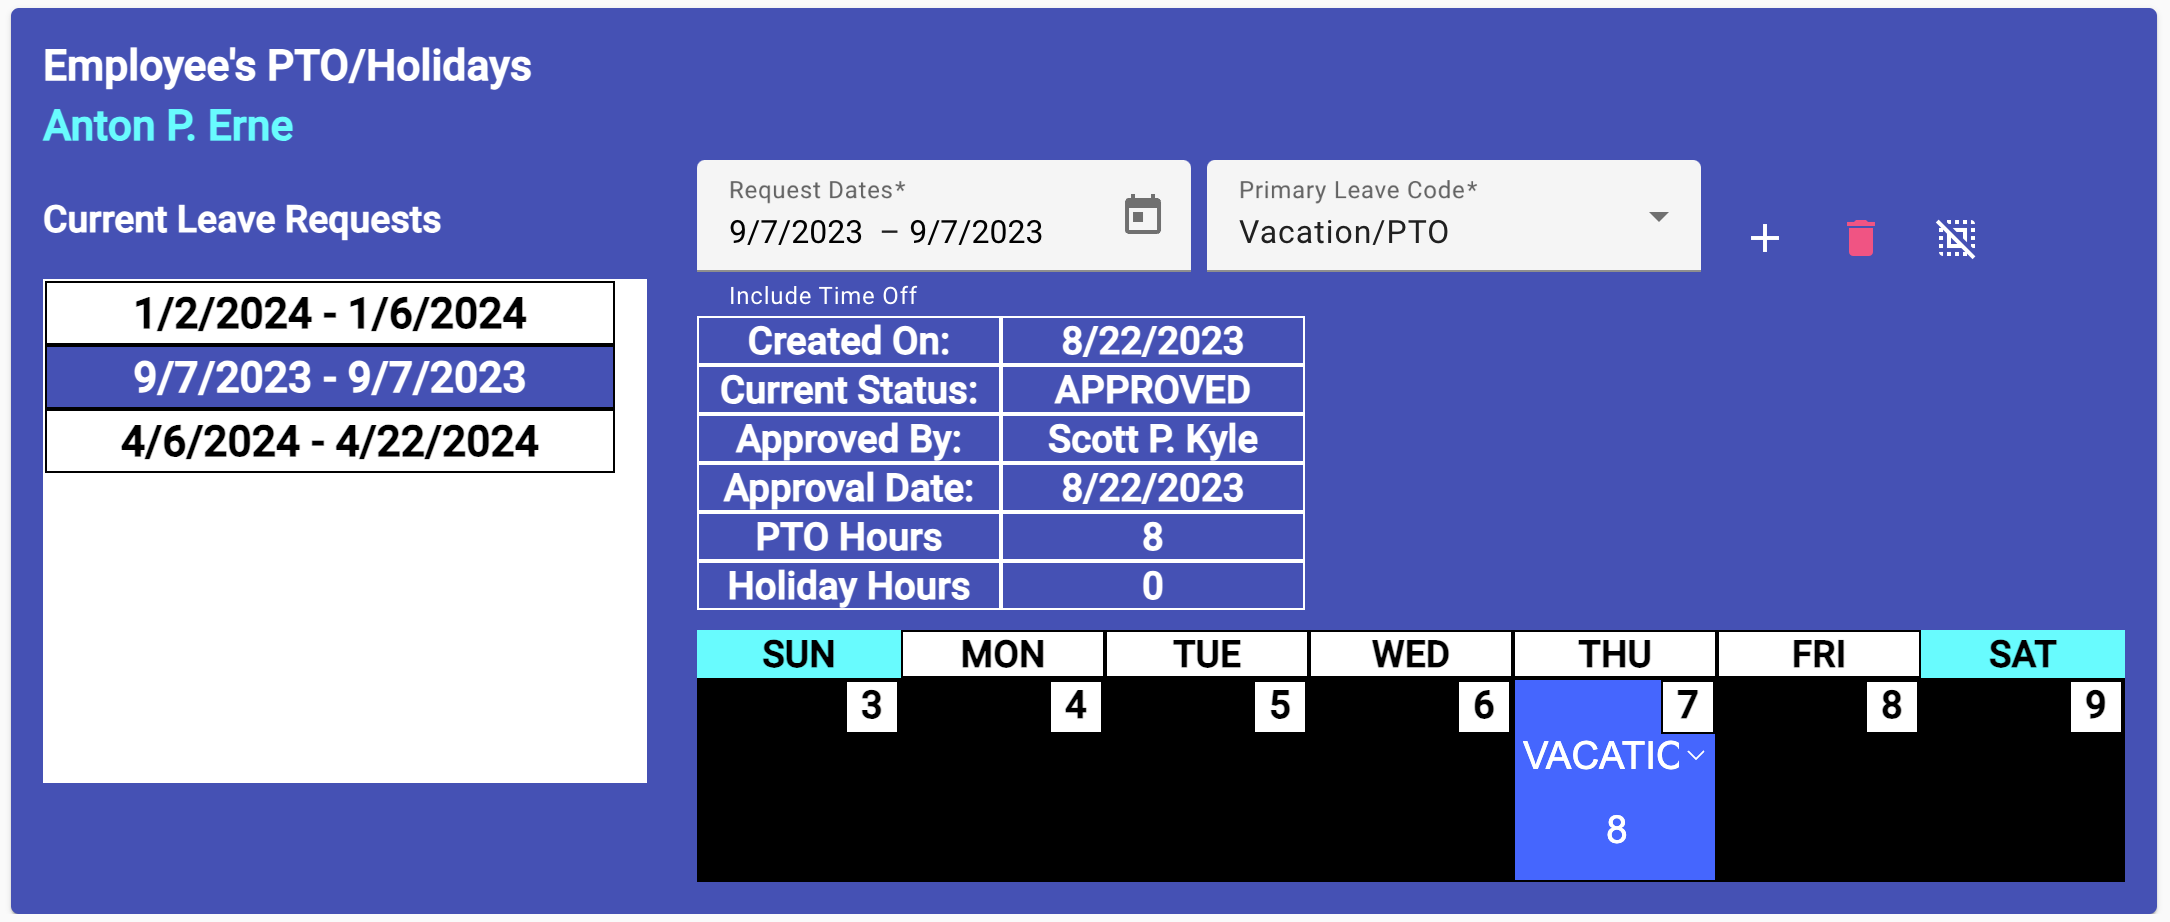 Employee's PTO/Holidays
Anton P. Erne
Current Leave Requests
1/2/2024 - 1/6/2024
9/7/2023 - 9/7/2023
4/6/2024 - 4/22/2024
Request Dates*
9/7/2023 – 9/7/2023
Primary Leave Code*
Vacation/PTO
Include Time Off
Created On: 8/22/2023
Current Status: APPROVED
Approved By: Scott P. Kyle
Approval Date: 8/22/2023
PTO Hours 8
Holiday Hours 0
SUN MON TUE WED THU FRI SAT
3 4 5 6 7 8 9
VACATIC
8